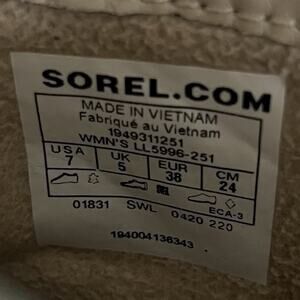 SOREL.COM
MADE IN VIETNAM
Fabriqué au Vietnam
1949311251
WMN'S LL5996-251
USA UK EUR CM
7 5 38 24
ECA-3
01831 SWL 0420 220
194004136343